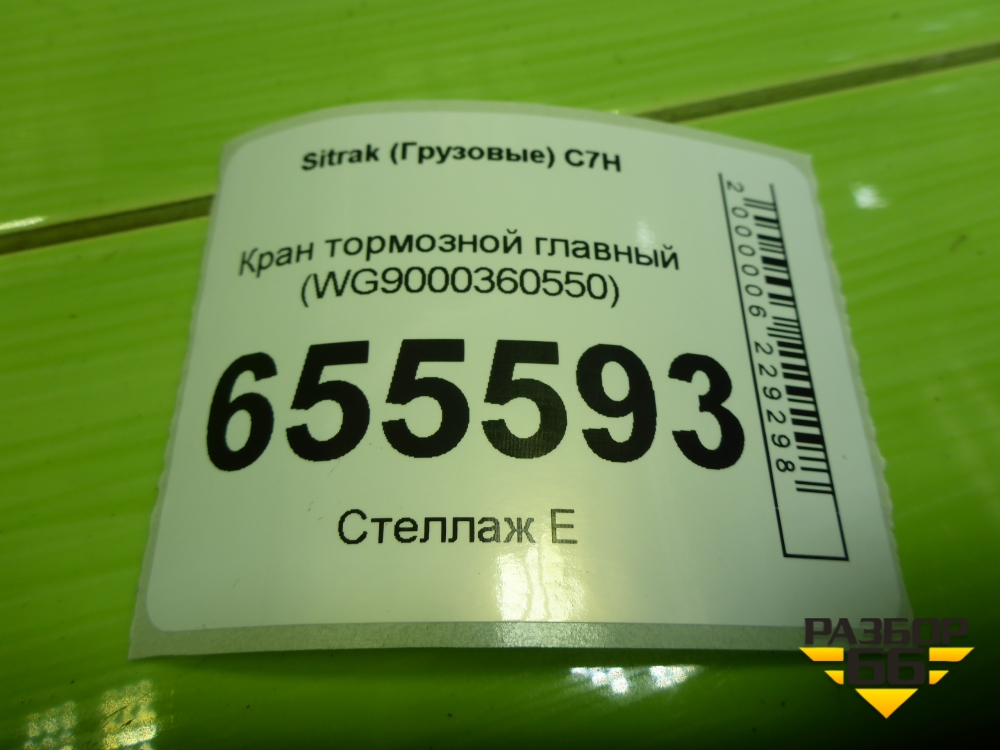 Sitrak (Грузовые) C7H
Кран тормозной главный
(WG9000360550)
655593
Стеллаж Е
2000006229298
РАЗБОР
66